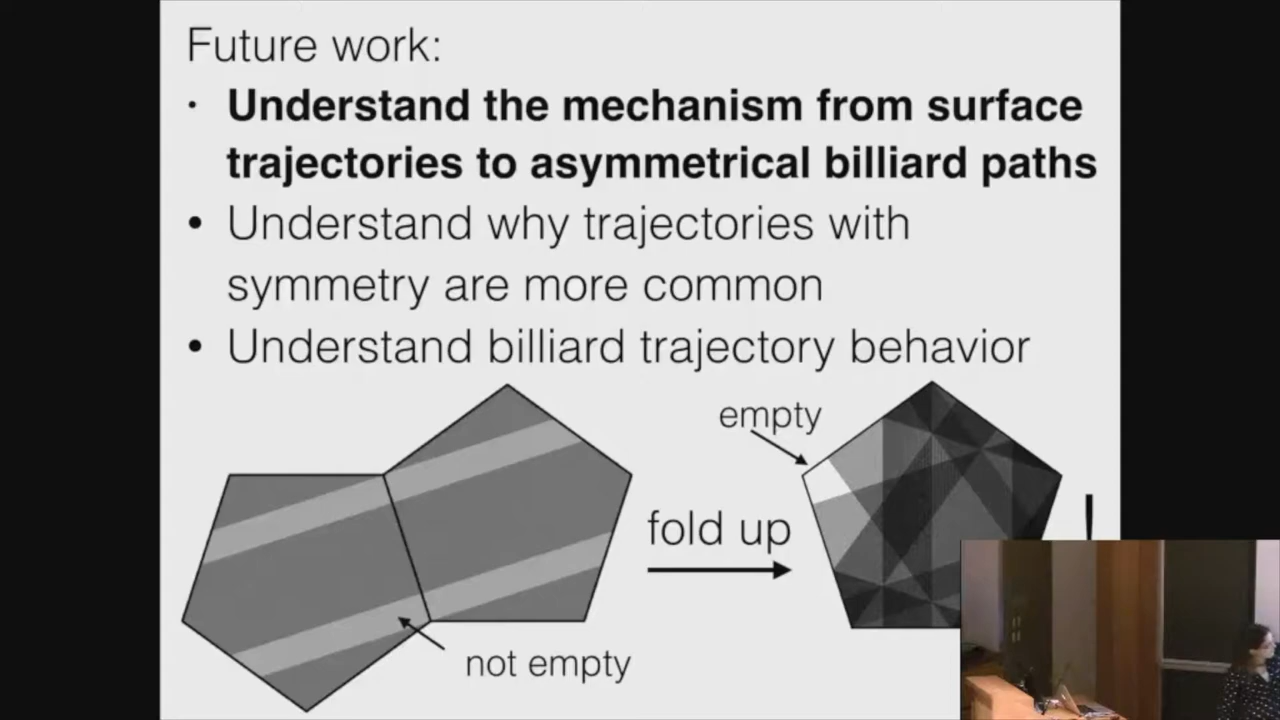 Future work:
· Understand the mechanism from surface
trajectories to asymmetrical billiard paths
• Understand why trajectories with
symmetry are more common
• Understand billiard trajectory behavior
empty
fold up
!
not empty